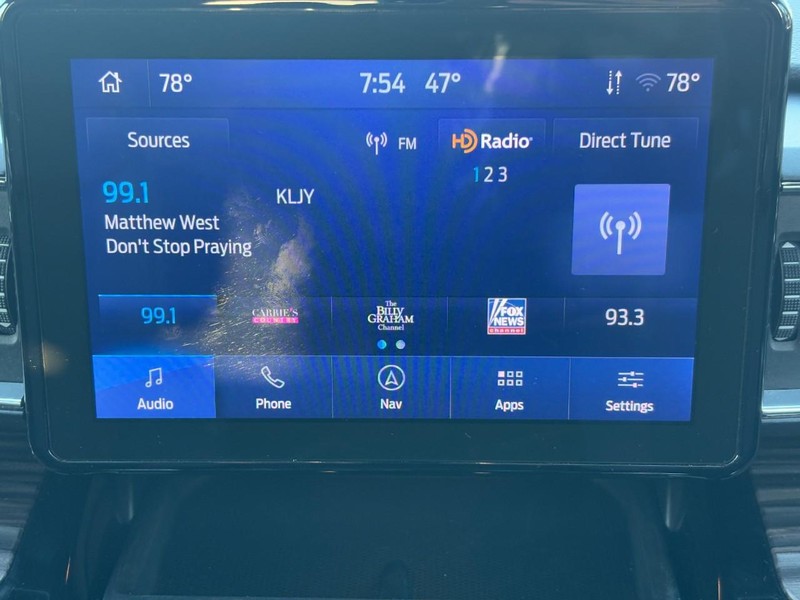 78° 7:54 47° 78°
Sources FM HD Radio Direct Tune
1 2 3
99.1 KLJY
Matthew West
Don't Stop Praying
99.1 CARRIE'S COUNTRY The BILLY GRAHAM Channel FOX NEWS channel 93.3
Audio Phone Nav Apps Settings